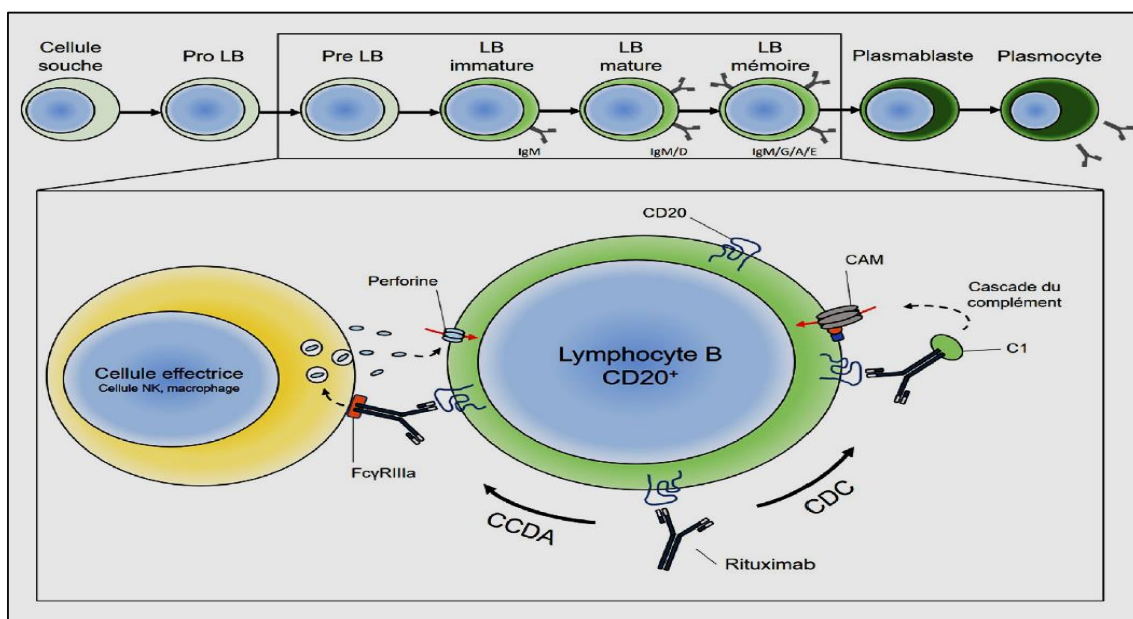 Cellule
souche
Pro LB
Pre LB
LB
immature
LB
mature
LB
mémoire
Plasmablaste
Plasmocyte
IgM
IgM/D
IgM/G/A/E
CD20
CAM
Perforine
Cascade du
complément
C1
Cellule effectrice
Cellule NK, macrophage
Lymphocyte B
CD20⁺
FcγRIIIa
CCDA
CDC
Rituximab